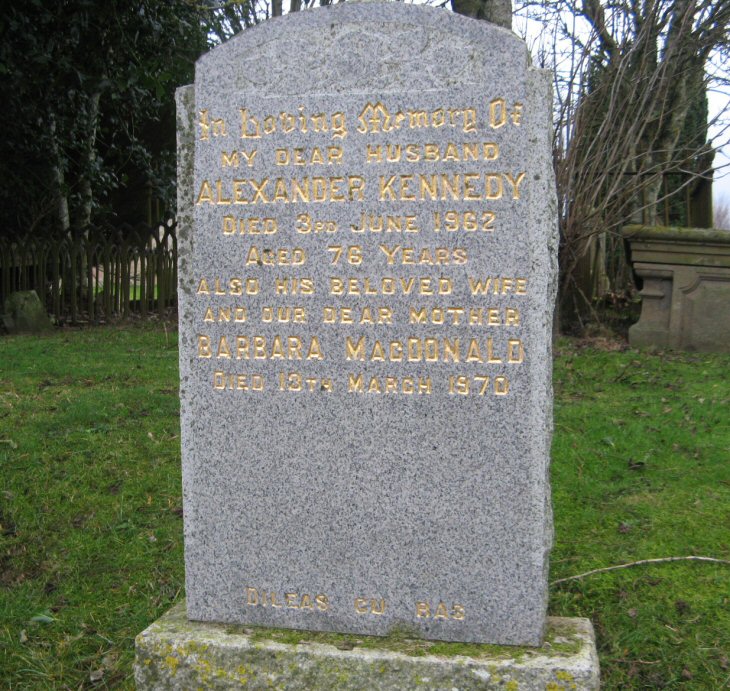 In Loving Memory Of
MY DEAR HUSBAND
ALEXANDER KENNEDY
DIED 3RD JUNE 1962
AGED 76 YEARS
ALSO HIS BELOVED WIFE
AND OUR DEAR MOTHER
BARBARA MACDONALD
DIED 13TH MARCH 1970
DILEAS GU BAS